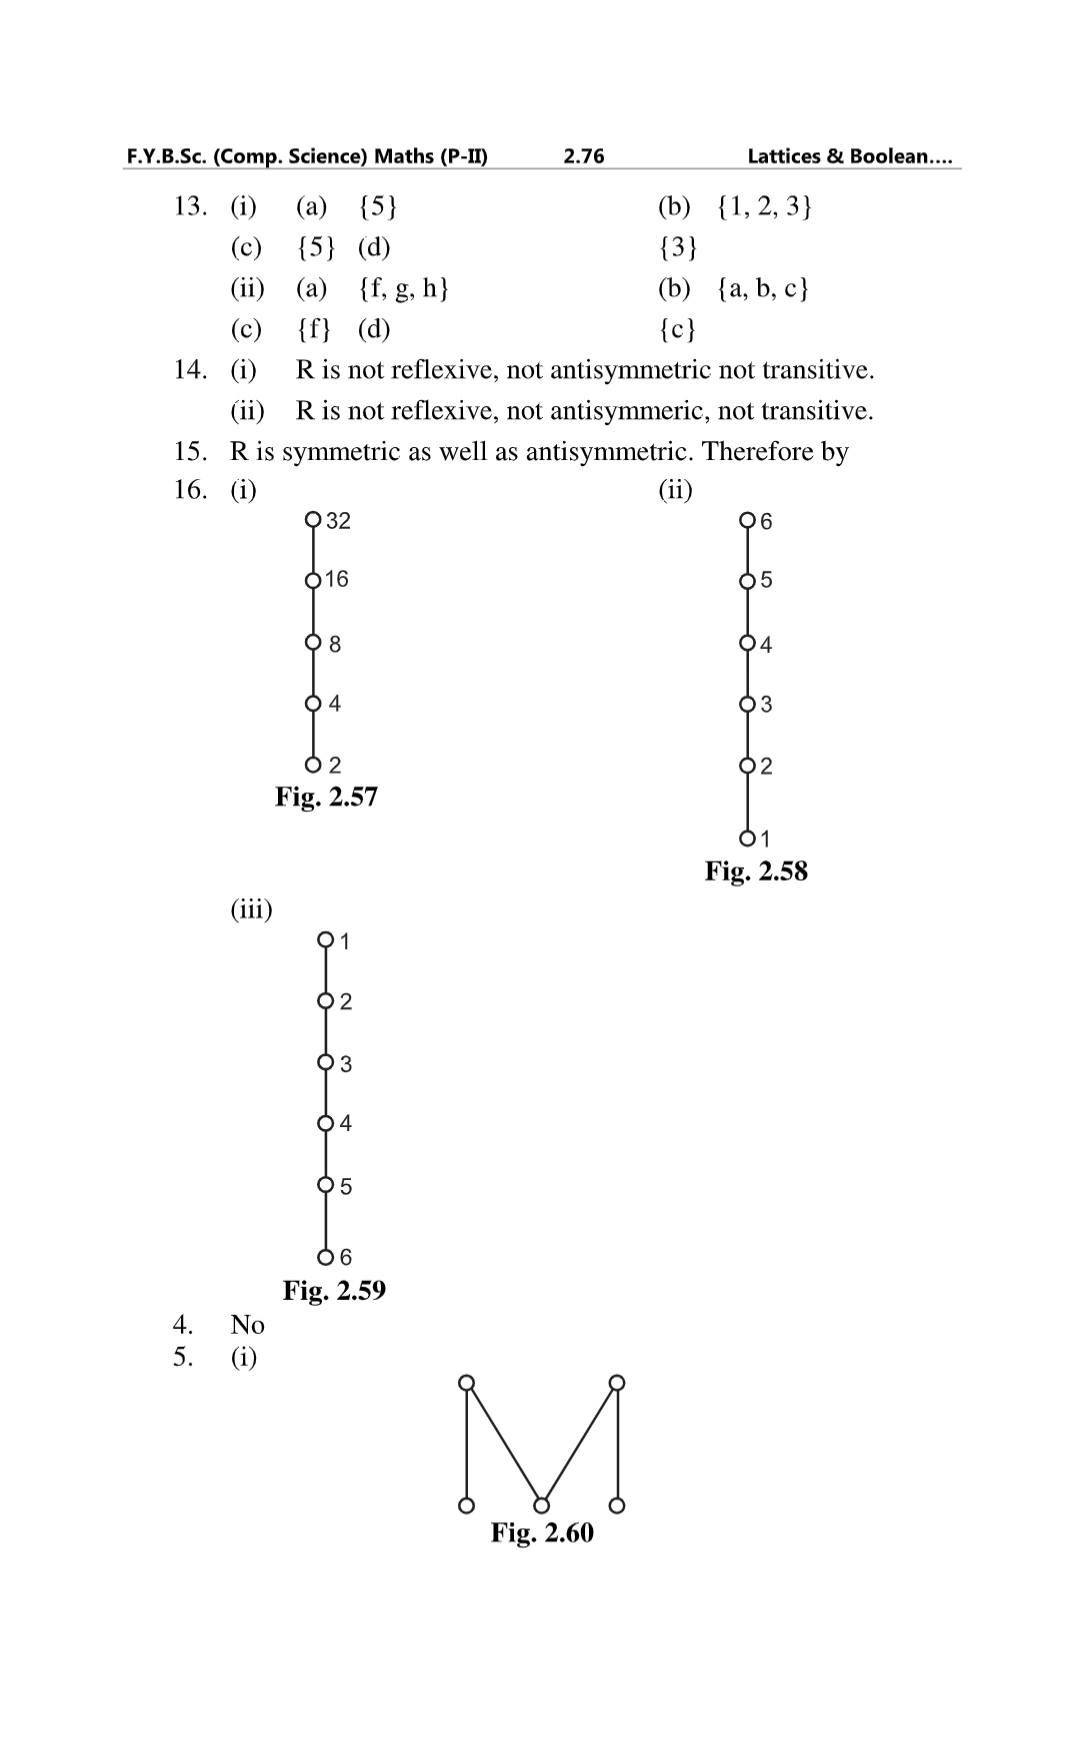 F.Y.B.Sc. (Comp. Science) Maths (P-II) 2.76 Lattices & Boolean....
13. (i) (a) {5} (b) {1, 2, 3}
(c) {5} (d) {3}
(ii) (a) {f, g, h} (b) {a, b, c}
(c) {f} (d) {c}
14. (i) R is not reflexive, not antisymmetric not transitive.
(ii) R is not reflexive, not antisymmeric, not transitive.
15. R is symmetric as well as antisymmetric. Therefore by
16. (i) (ii)
32
16
8
4
2
Fig. 2.57
6
5
4
3
2
1
Fig. 2.58
(iii)
1
2
3
4
5
6
Fig. 2.59
4. No
5. (i)
Fig. 2.60